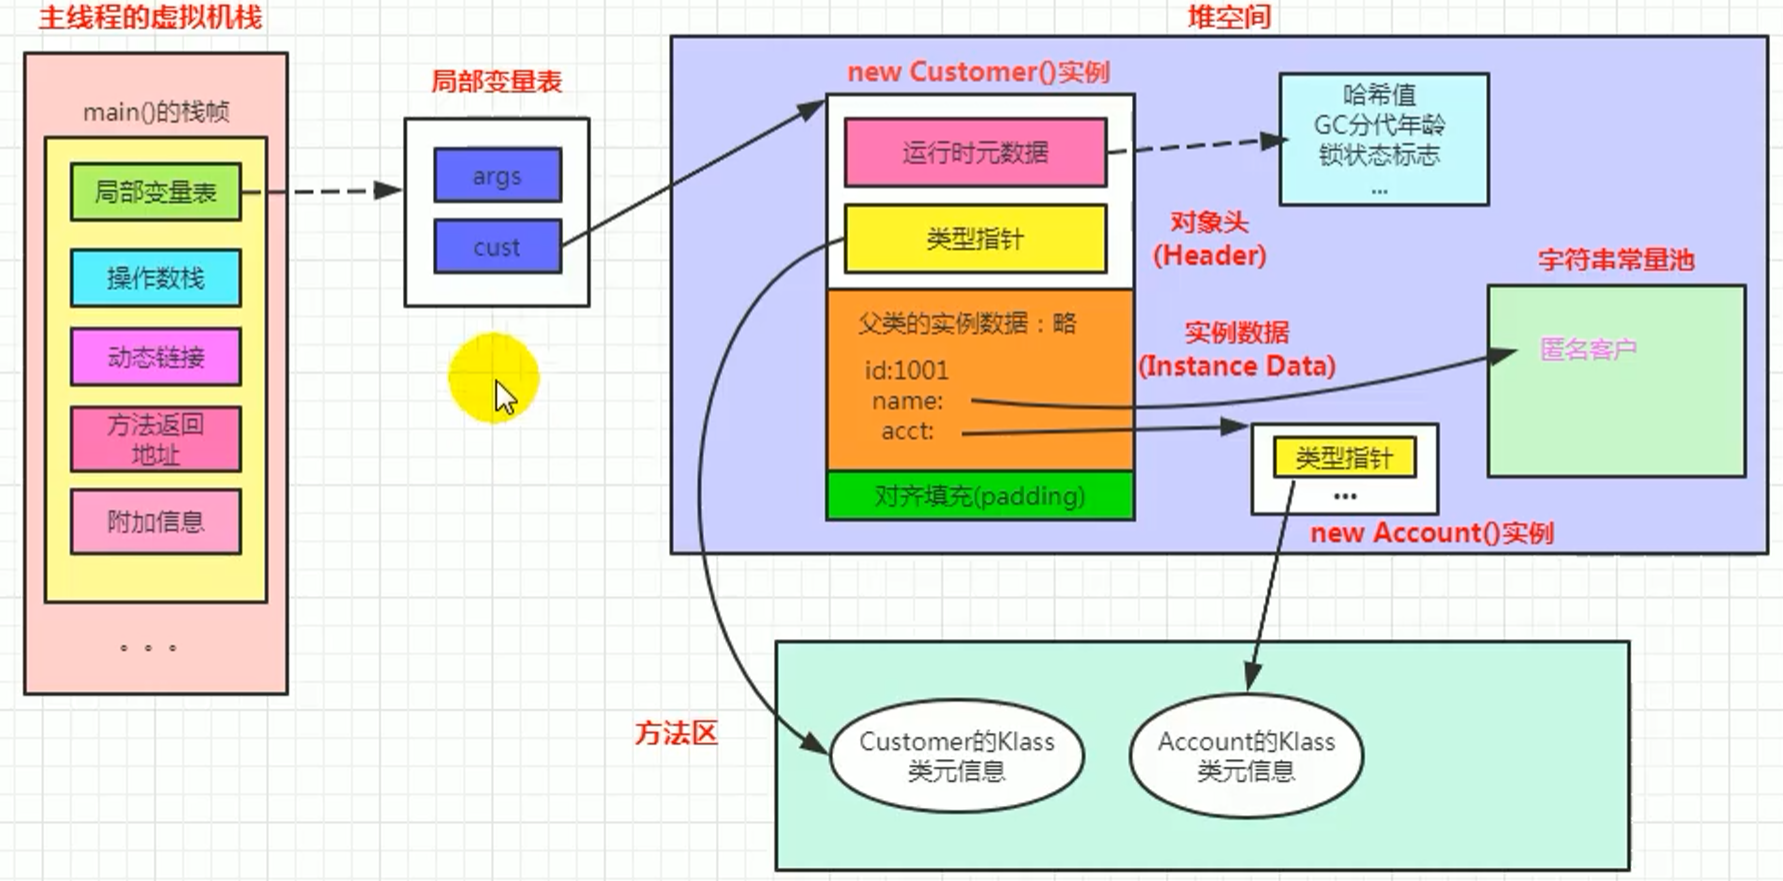 主线程的虚拟机栈
main()的栈帧
局部变量表
操作数栈
动态链接
方法返回
地址
附加信息
。。。
局部变量表
args
cust
堆空间
new Customer()实例
运行时元数据
类型指针
对象头
(Header)
哈希值
GC分代年龄
锁状态标志
...
父类的实例数据：略
id:1001
name:
acct:
实例数据
(Instance Data)
对齐填充(padding)
字符串常量池
匿名客户
类型指针
...
new Account()实例
方法区
Customer的Klass
类元信息
Account的Klass
类元信息